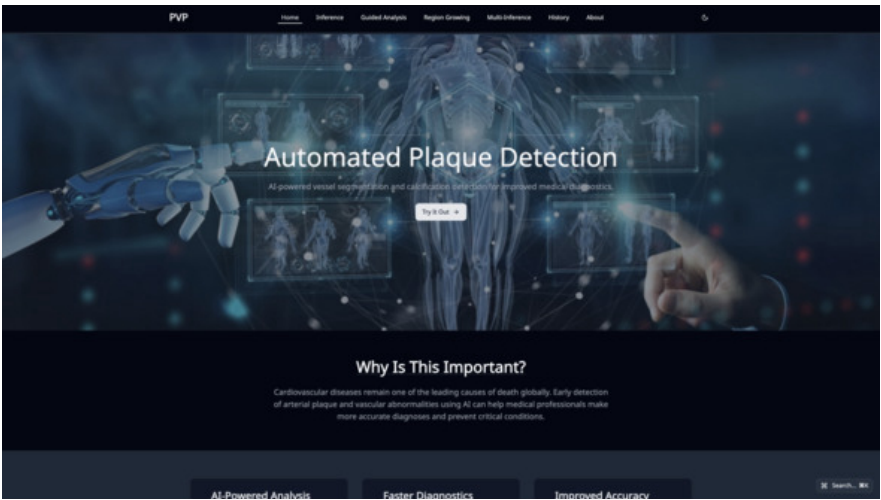 PVP
Home Inference Guided Analysis Region Growing Multi-Inference History About
Automated Plaque Detection
AI-powered vessel segmentation and calcification detection for improved medical diagnostics.
Try It Out →
Why Is This Important?
Cardiovascular diseases remain one of the leading causes of death globally. Early detection
of arterial plaque and vascular abnormalities using AI can help medical professionals make
more accurate diagnoses and prevent critical conditions.
AI-Powered Analysis Faster Diagnostics Improved Accuracy
⌘ Search... ⌘K